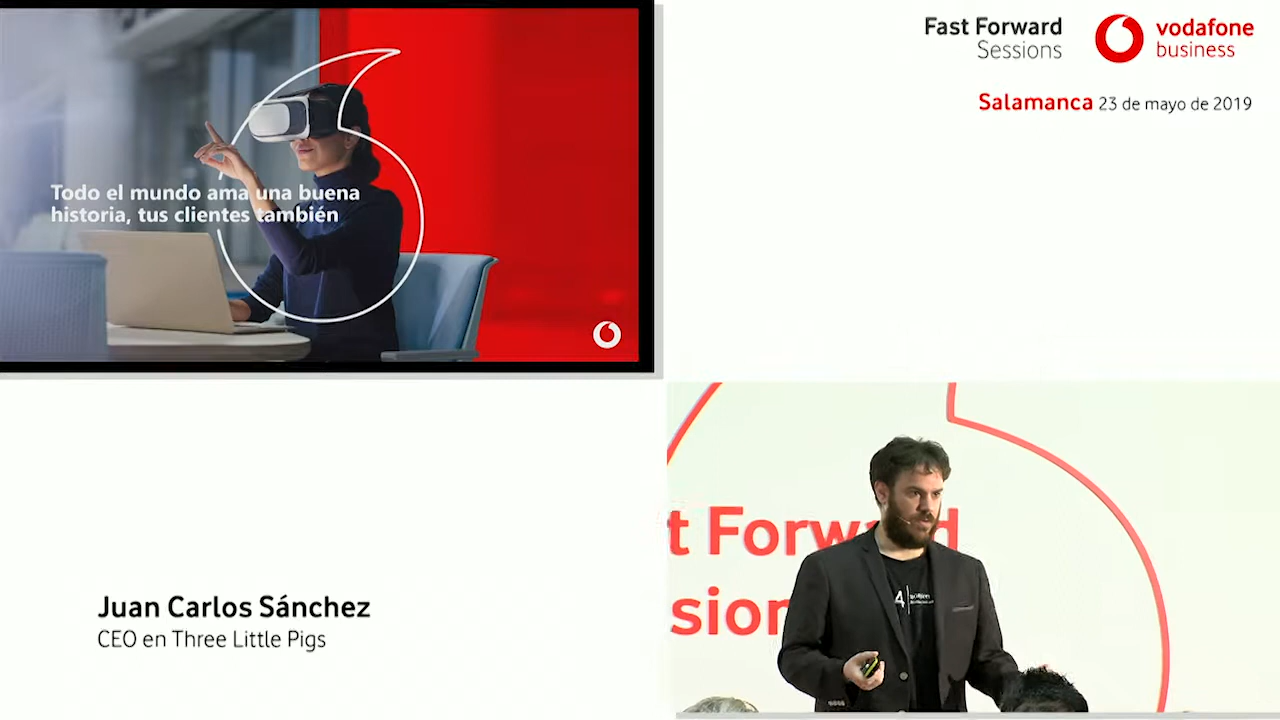 Fast Forward
Sessions
vodafone
business
Salamanca 23 de mayo de 2019
Todo el mundo ama una buena
historia, tus clientes también
t Forward
sion
4
Juan Carlos Sánchez
CEO en Three Little Pigs